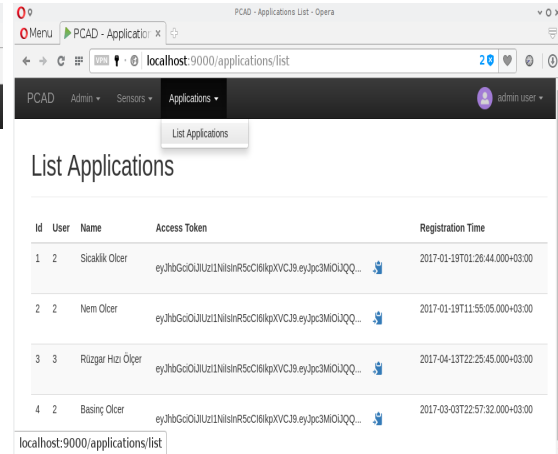 PCAD - Applications List - Opera
Menu PCAD - Application
VPN localhost:9000/applications/list 2
PCAD Admin Sensors Applications admin user
List Applications
List Applications
Id User Name Access Token Registration Time
1 2 Sicaklik Olcer eyJhbGciOiJIUzI1NiIsInR5cCI6IkpXVCJ9.eyJpc3MiOiJQQ... 2017-01-19T01:26:44.000+03:00
2 2 Nem Olcer eyJhbGciOiJIUzI1NiIsInR5cCI6IkpXVCJ9.eyJpc3MiOiJQQ... 2017-01-19T11:55:05.000+03:00
3 3 Rüzgar Hızı Ölçer eyJhbGciOiJIUzI1NiIsInR5cCI6IkpXVCJ9.eyJpc3MiOiJQQ... 2017-04-13T22:25:45.000+03:00
4 2 Basinç Olcer eyJhbGciOiJIUzI1NiIsInR5cCI6IkpXVCJ9.eyJpc3MiOiJQQ... 2017-03-03T22:57:32.000+03:00
localhost:9000/applications/list